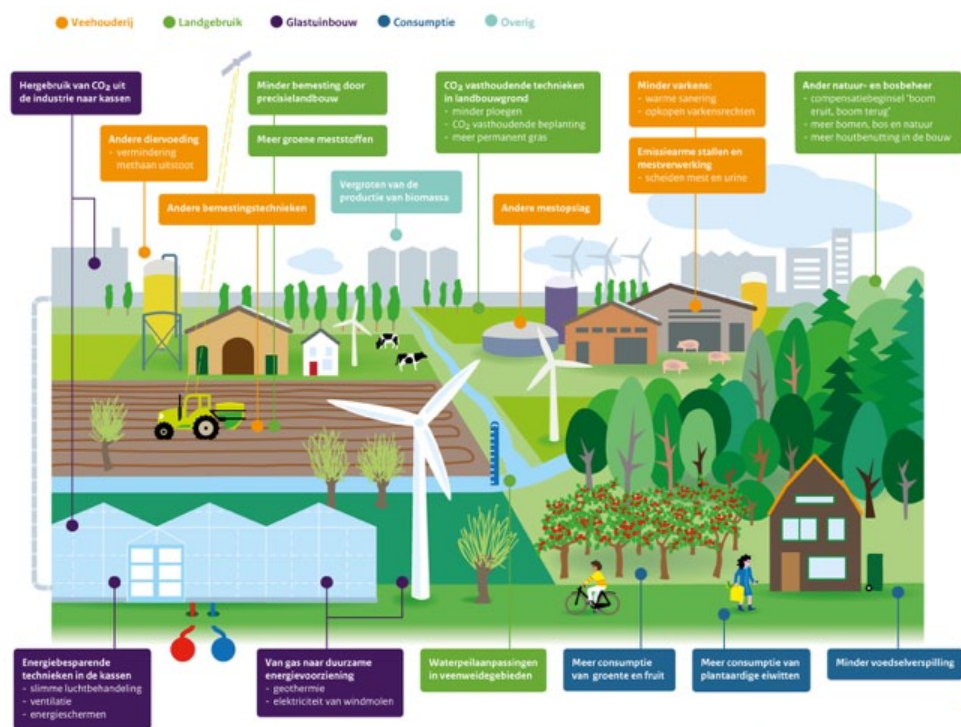 Veehouderij
Landgebruik
Glastuinbouw
Consumptie
Overig
Hergebruik van CO₂ uit
de industrie naar kassen
Minder bemesting door
precisielandbouw
Meer groene meststoffen
CO₂ vasthoudende technieken
in landbouwgrond
- minder ploegen
- CO₂ vasthoudende beplanting
- meer permanent gras
Minder varkens:
- warme sanering
- opkopen varkensrechten
Ander natuur- en bosbeheer
- compensatiebeginsel "boom
eruit, boom terug"
- meer bomen, bos en natuur
- meer houtbenutting in de bouw
Andere diervoeding
- vermindering
methaan uitstoot
Emissiearme stallen en
mestverwerking
- scheiden mest en urine
Vergroten van de
productie van biomassa
Andere bemestingstechnieken
Andere mestopslag
Energiebesparende
technieken in de kassen
- slimme luchtbehandeling
- ventilatie
- energieschermen
Van gas naar duurzame
energievoorziening
- geothermie
- elektriciteit van windmolen
Waterpeilaanpassingen
in veenweidegebieden
Meer consumptie
van groente en fruit
Meer consumptie van
plantaardige eiwitten
Minder voedselverspilling